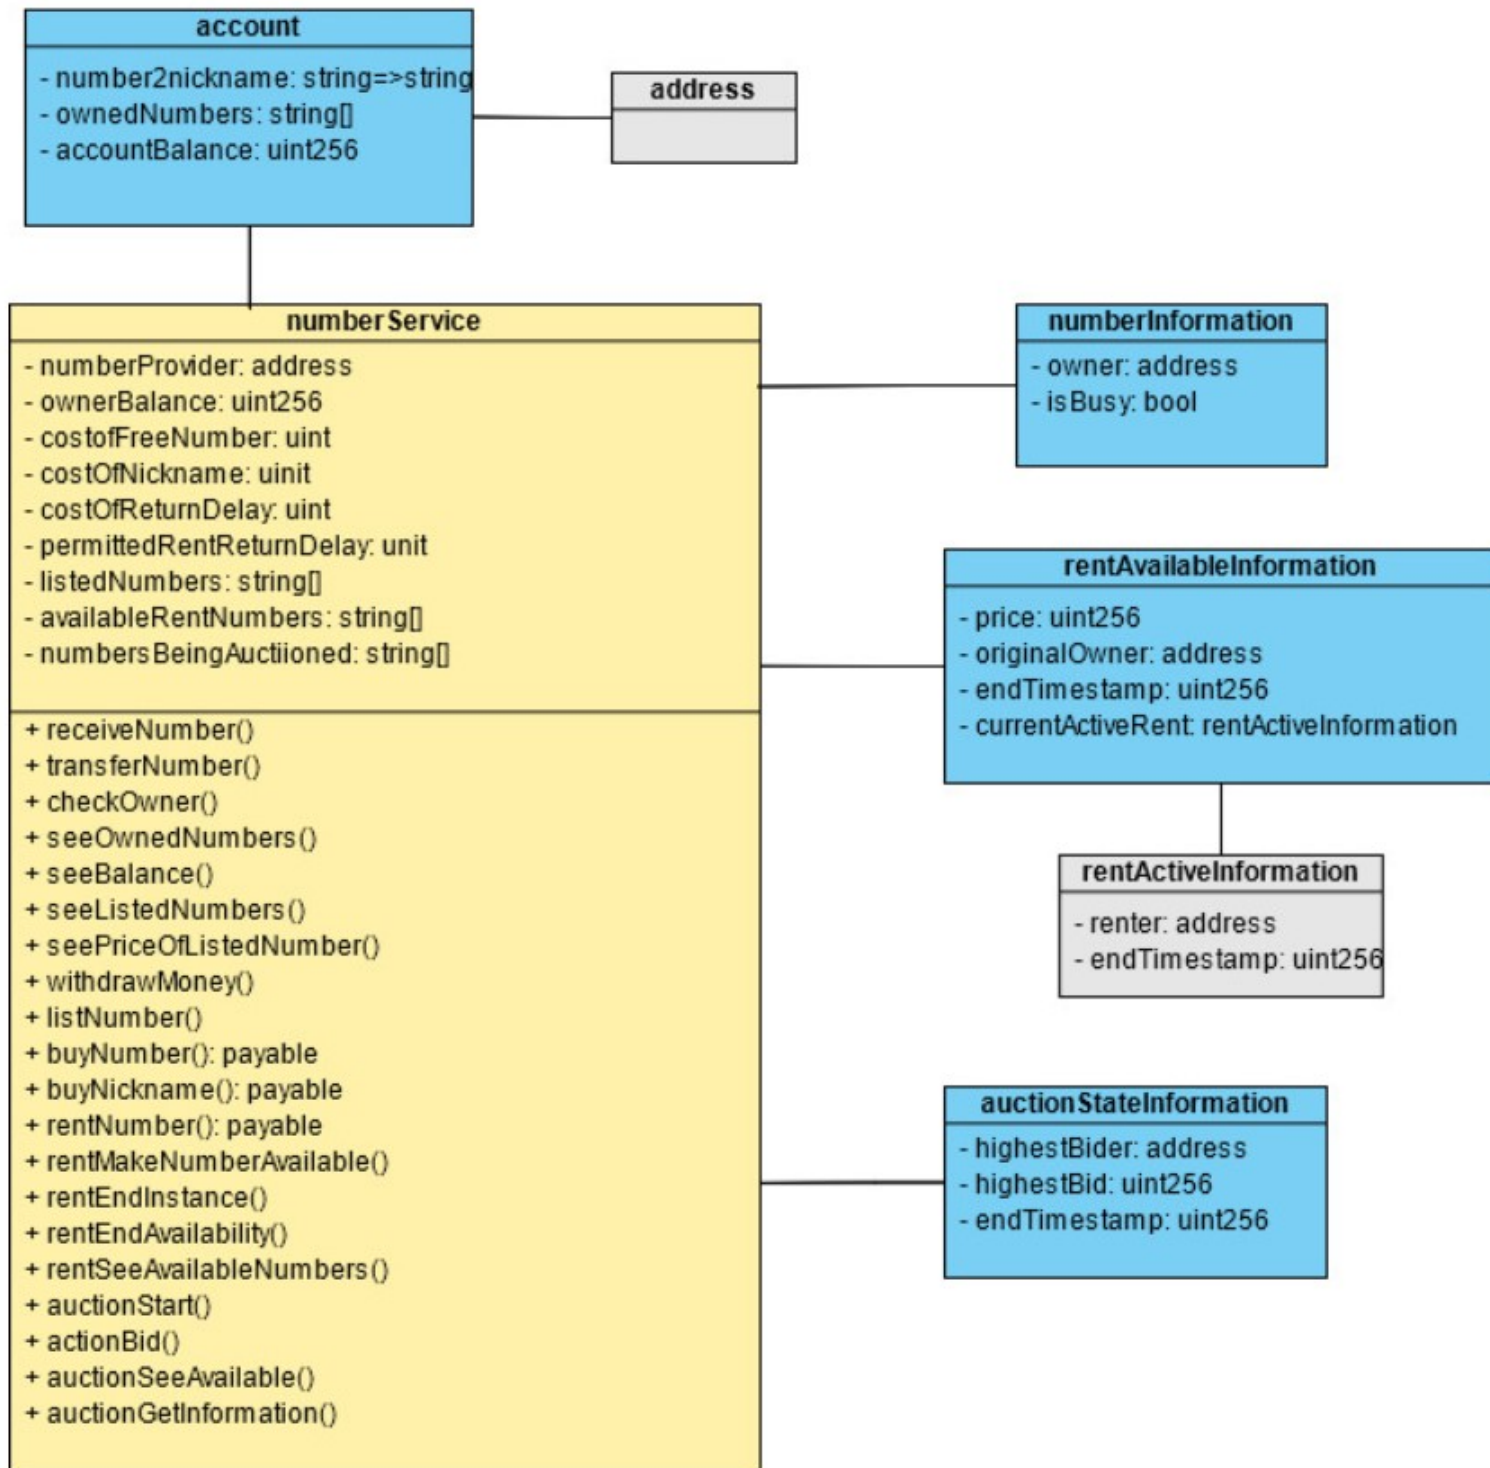 account
- number2nickname: string=>string
- ownedNumbers: string[]
- accountBalance: uint256
address
numberService
- numberProvider: address
- ownerBalance: uint256
- costofFreeNumber: uint
- costOfNickname: uinit
- costOfReturnDelay: uint
- permittedRentReturnDelay: unit
- listedNumbers: string[]
- availableRentNumbers: string[]
- numbersBeingAuctiioned: string[]
+ receiveNumber()
+ transferNumber()
+ checkOwner()
+ seeOwnedNumbers()
+ seeBalance()
+ seeListedNumbers()
+ seePriceOfListedNumber()
+ withdrawMoney()
+ listNumber()
+ buyNumber(): payable
+ buyNickname(): payable
+ rentNumber(): payable
+ rentMakeNumberAvailable()
+ rentEndInstance()
+ rentEndAvailability()
+ rentSeeAvailableNumbers()
+ auctionStart()
+ actionBid()
+ auctionSeeAvailable()
+ auctionGetInformation()
numberInformation
- owner: address
- isBusy: bool
rentAvailableInformation
- price: uint256
- originalOwner: address
- endTimestamp: uint256
- currentActiveRent: rentActiveInformation
rentActiveInformation
- renter: address
- endTimestamp: uint256
auctionStateInformation
- highestBider: address
- highestBid: uint256
- endTimestamp: uint256